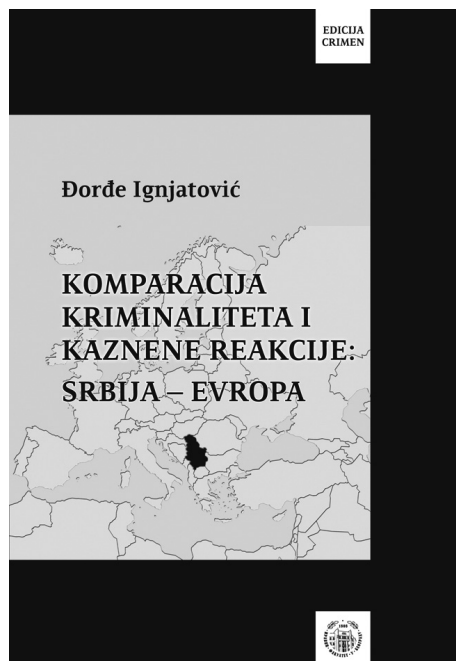 EDICIJA
CRIMEN
Đorđe Ignjatović
KOMPARACIJA
KRIMINALITETA I
KAZNENE REAKCIJE:
SRBIJA – EVROPA